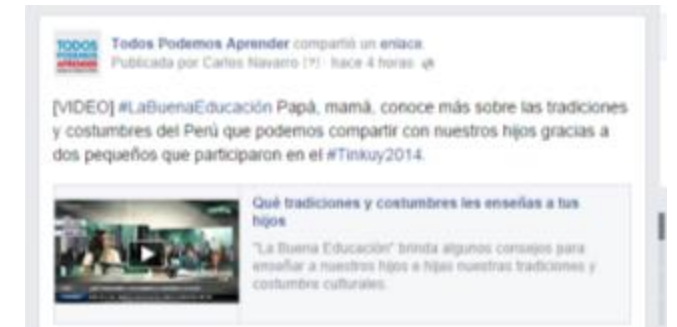 TODOS
PODEMOS
APRENDER
Todos Podemos Aprender compartió un enlace.
Publicada por Carlos Navarro [?] · hace 4 horas
[VIDEO] #LaBuenaEducación Papá, mamá, conoce más sobre las tradiciones
y costumbres del Perú que podemos compartir con nuestros hijos gracias a
dos pequeños que participaron en el #Tinkuy2014.
Qué tradiciones y costumbres les enseñas a tus
hijos
"La Buena Educación" brinda algunos consejos para
enseñar a nuestros hijos e hijas nuestras tradiciones y
costumbre culturales.